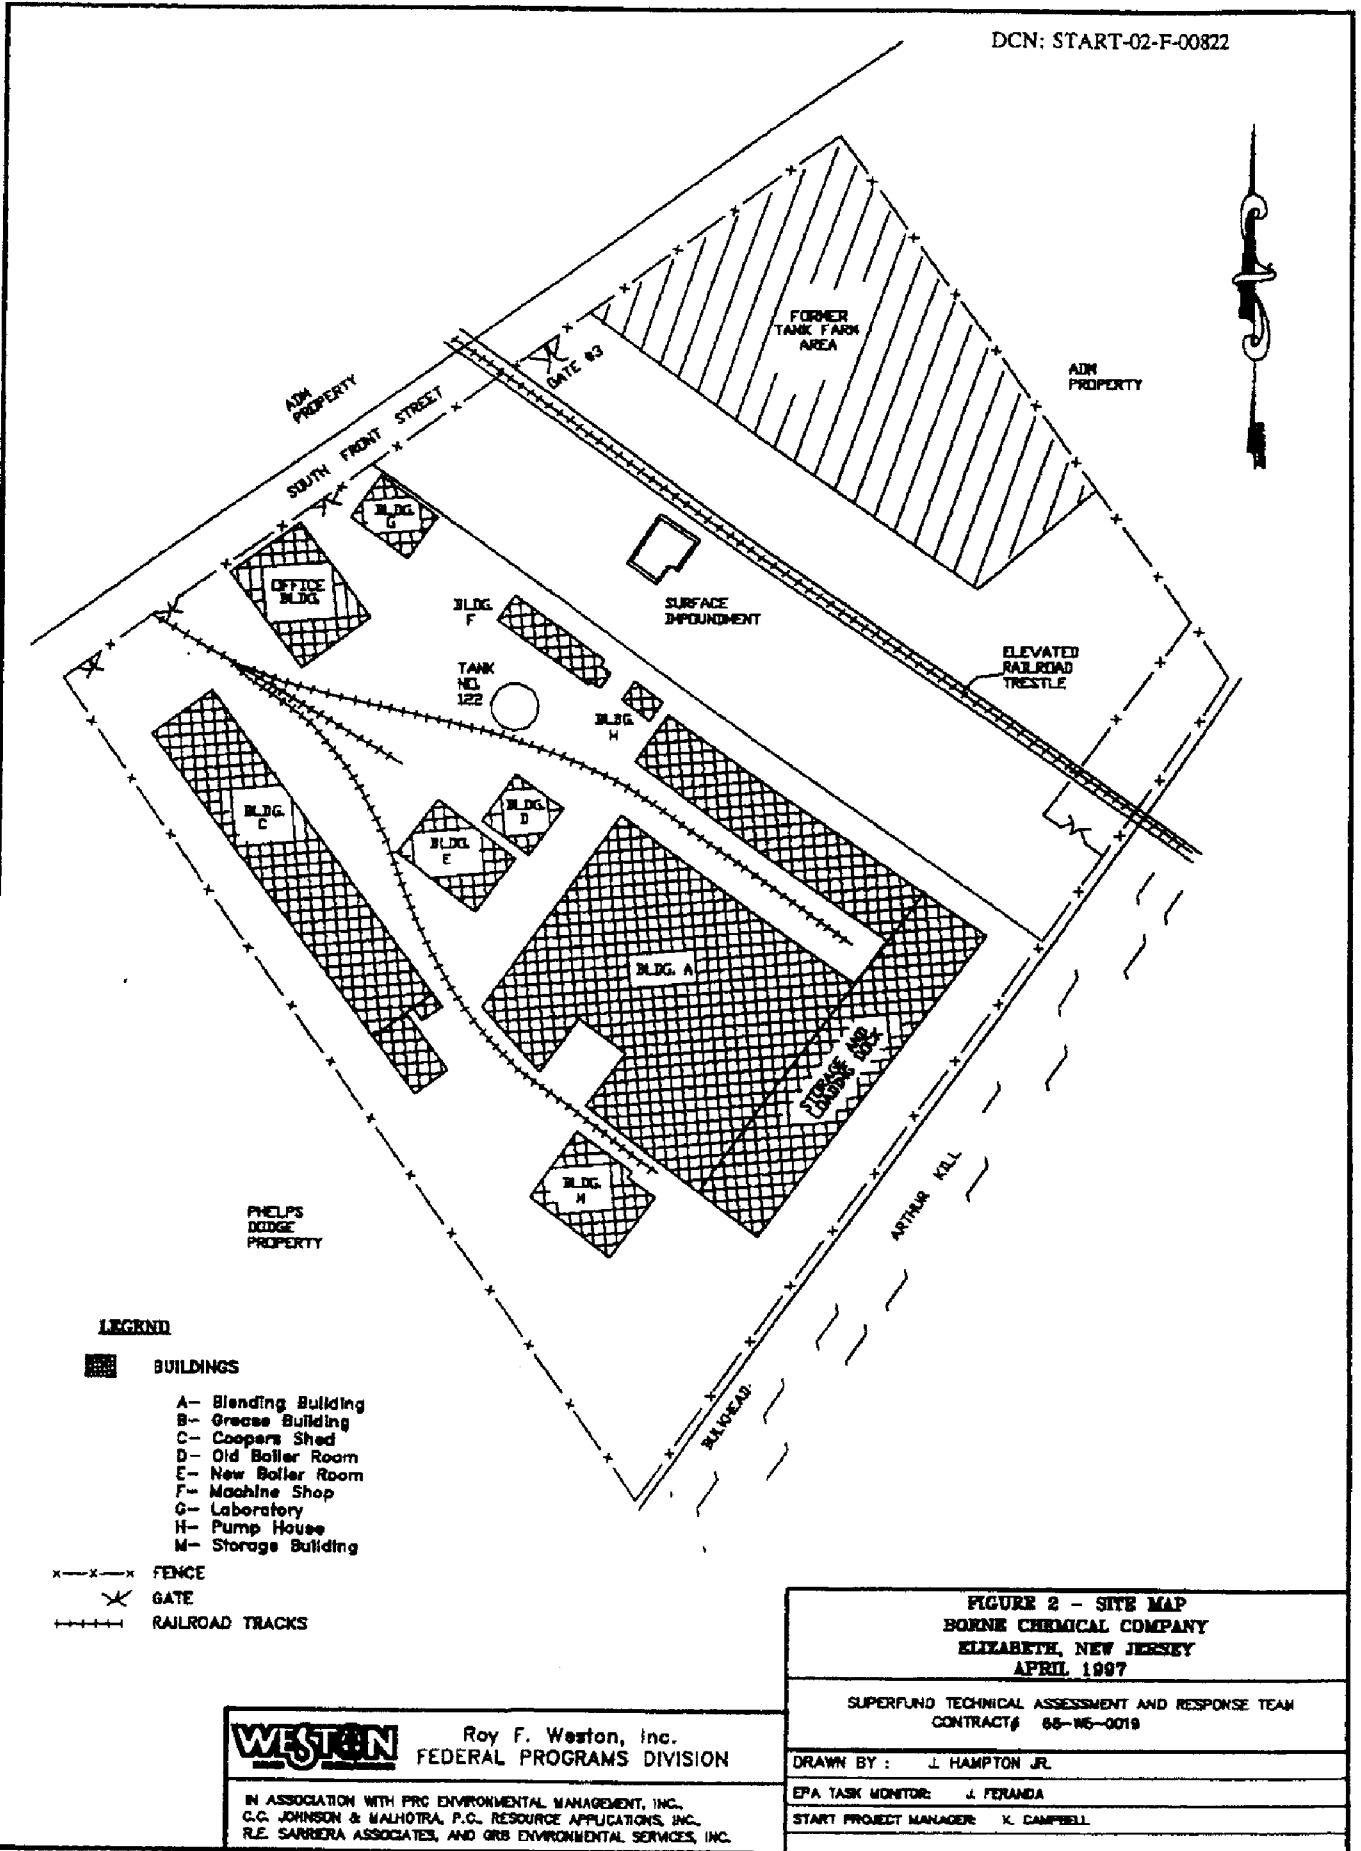 DCN: START-02-F-00822
FORMER
TANK FARM
AREA
ADM
PROPERTY
GATE #3
ADM
PROPERTY
SOUTH FRONT STREET
BLDG.
G
OFFICE
BLDG.
BLDG.
F
SURFACE
IMPOUNDMENT
ELEVATED
RAILROAD
TRESTLE
TANK
NO.
122
BLDG.
H
BLDG.
C
BLDG.
D
BLDG.
E
BLDG. A
STORAGE AND
LOADING DOCK
BLDG.
M
ARTHUR KILL
BULKHEAD
PHELPS
DODGE
PROPERTY
LEGEND
BUILDINGS
A- Blending Building
B- Grease Building
C- Coopers Shed
D- Old Boiler Room
E- New Boiler Room
F- Machine Shop
G- Laboratory
H- Pump House
M- Storage Building
x—x—x FENCE
GATE
RAILROAD TRACKS
FIGURE 2 - SITE MAP
BORNE CHEMICAL COMPANY
ELIZABETH, NEW JERSEY
APRIL 1997
SUPERFUND TECHNICAL ASSESSMENT AND RESPONSE TEAM
CONTRACT# 68-W5-0019
DRAWN BY : J. HAMPTON JR.
EPA TASK MONITOR: J. FERANDA
START PROJECT MANAGER: K. CAMPBELL
WESTON
Roy F. Weston, Inc.
FEDERAL PROGRAMS DIVISION
IN ASSOCIATION WITH PRC ENVIRONMENTAL MANAGEMENT, INC.,
C.C. JOHNSON & MALHOTRA, P.C., RESOURCE APPLICATIONS, INC.,
R.E. SARRIERA ASSOCIATES, AND GRB ENVIRONMENTAL SERVICES, INC.